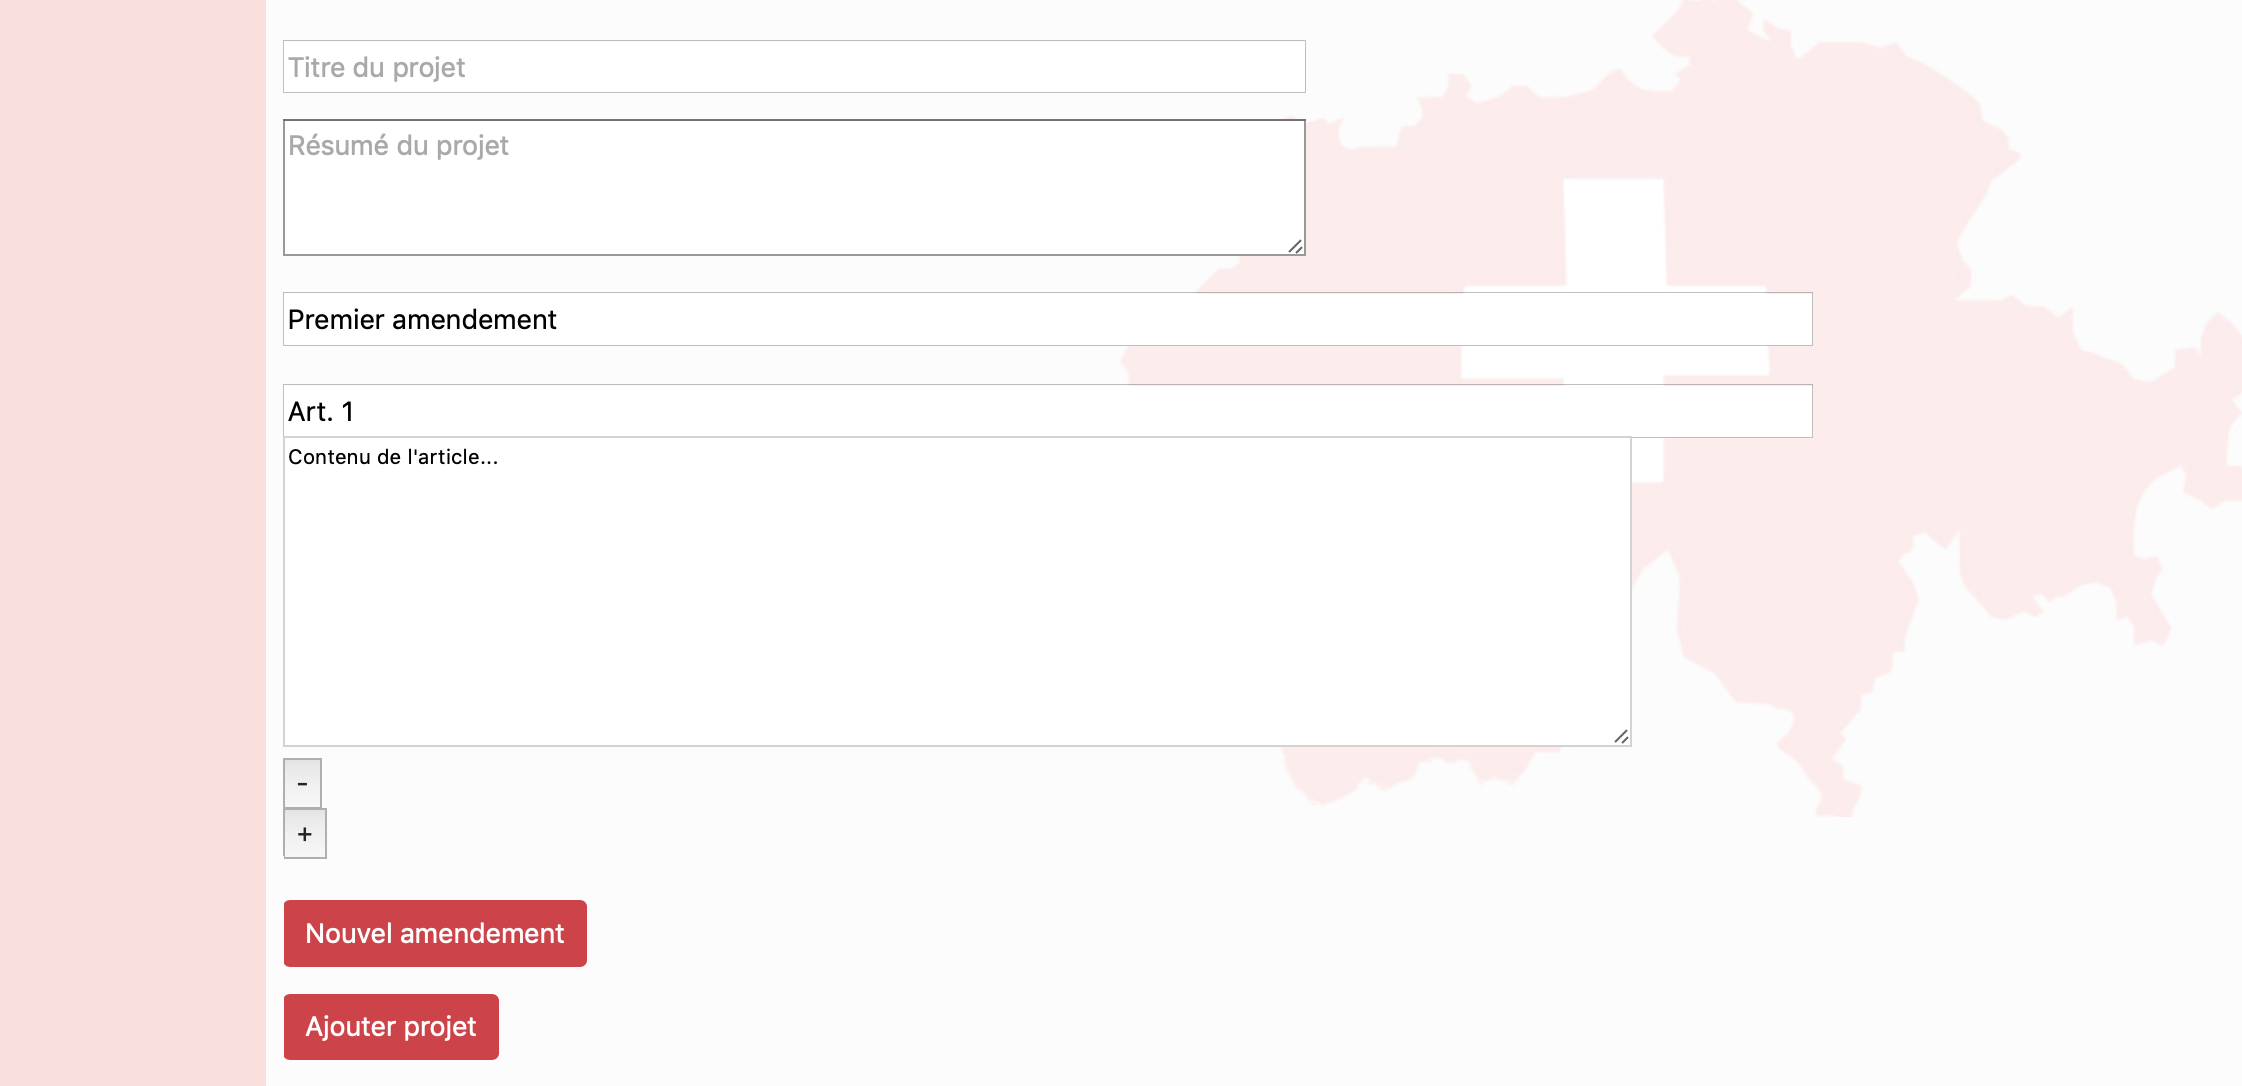 Titre du projet
Résumé du projet
Premier amendement
Art. 1
Contenu de l'article...
-
+
Nouvel amendement
Ajouter projet